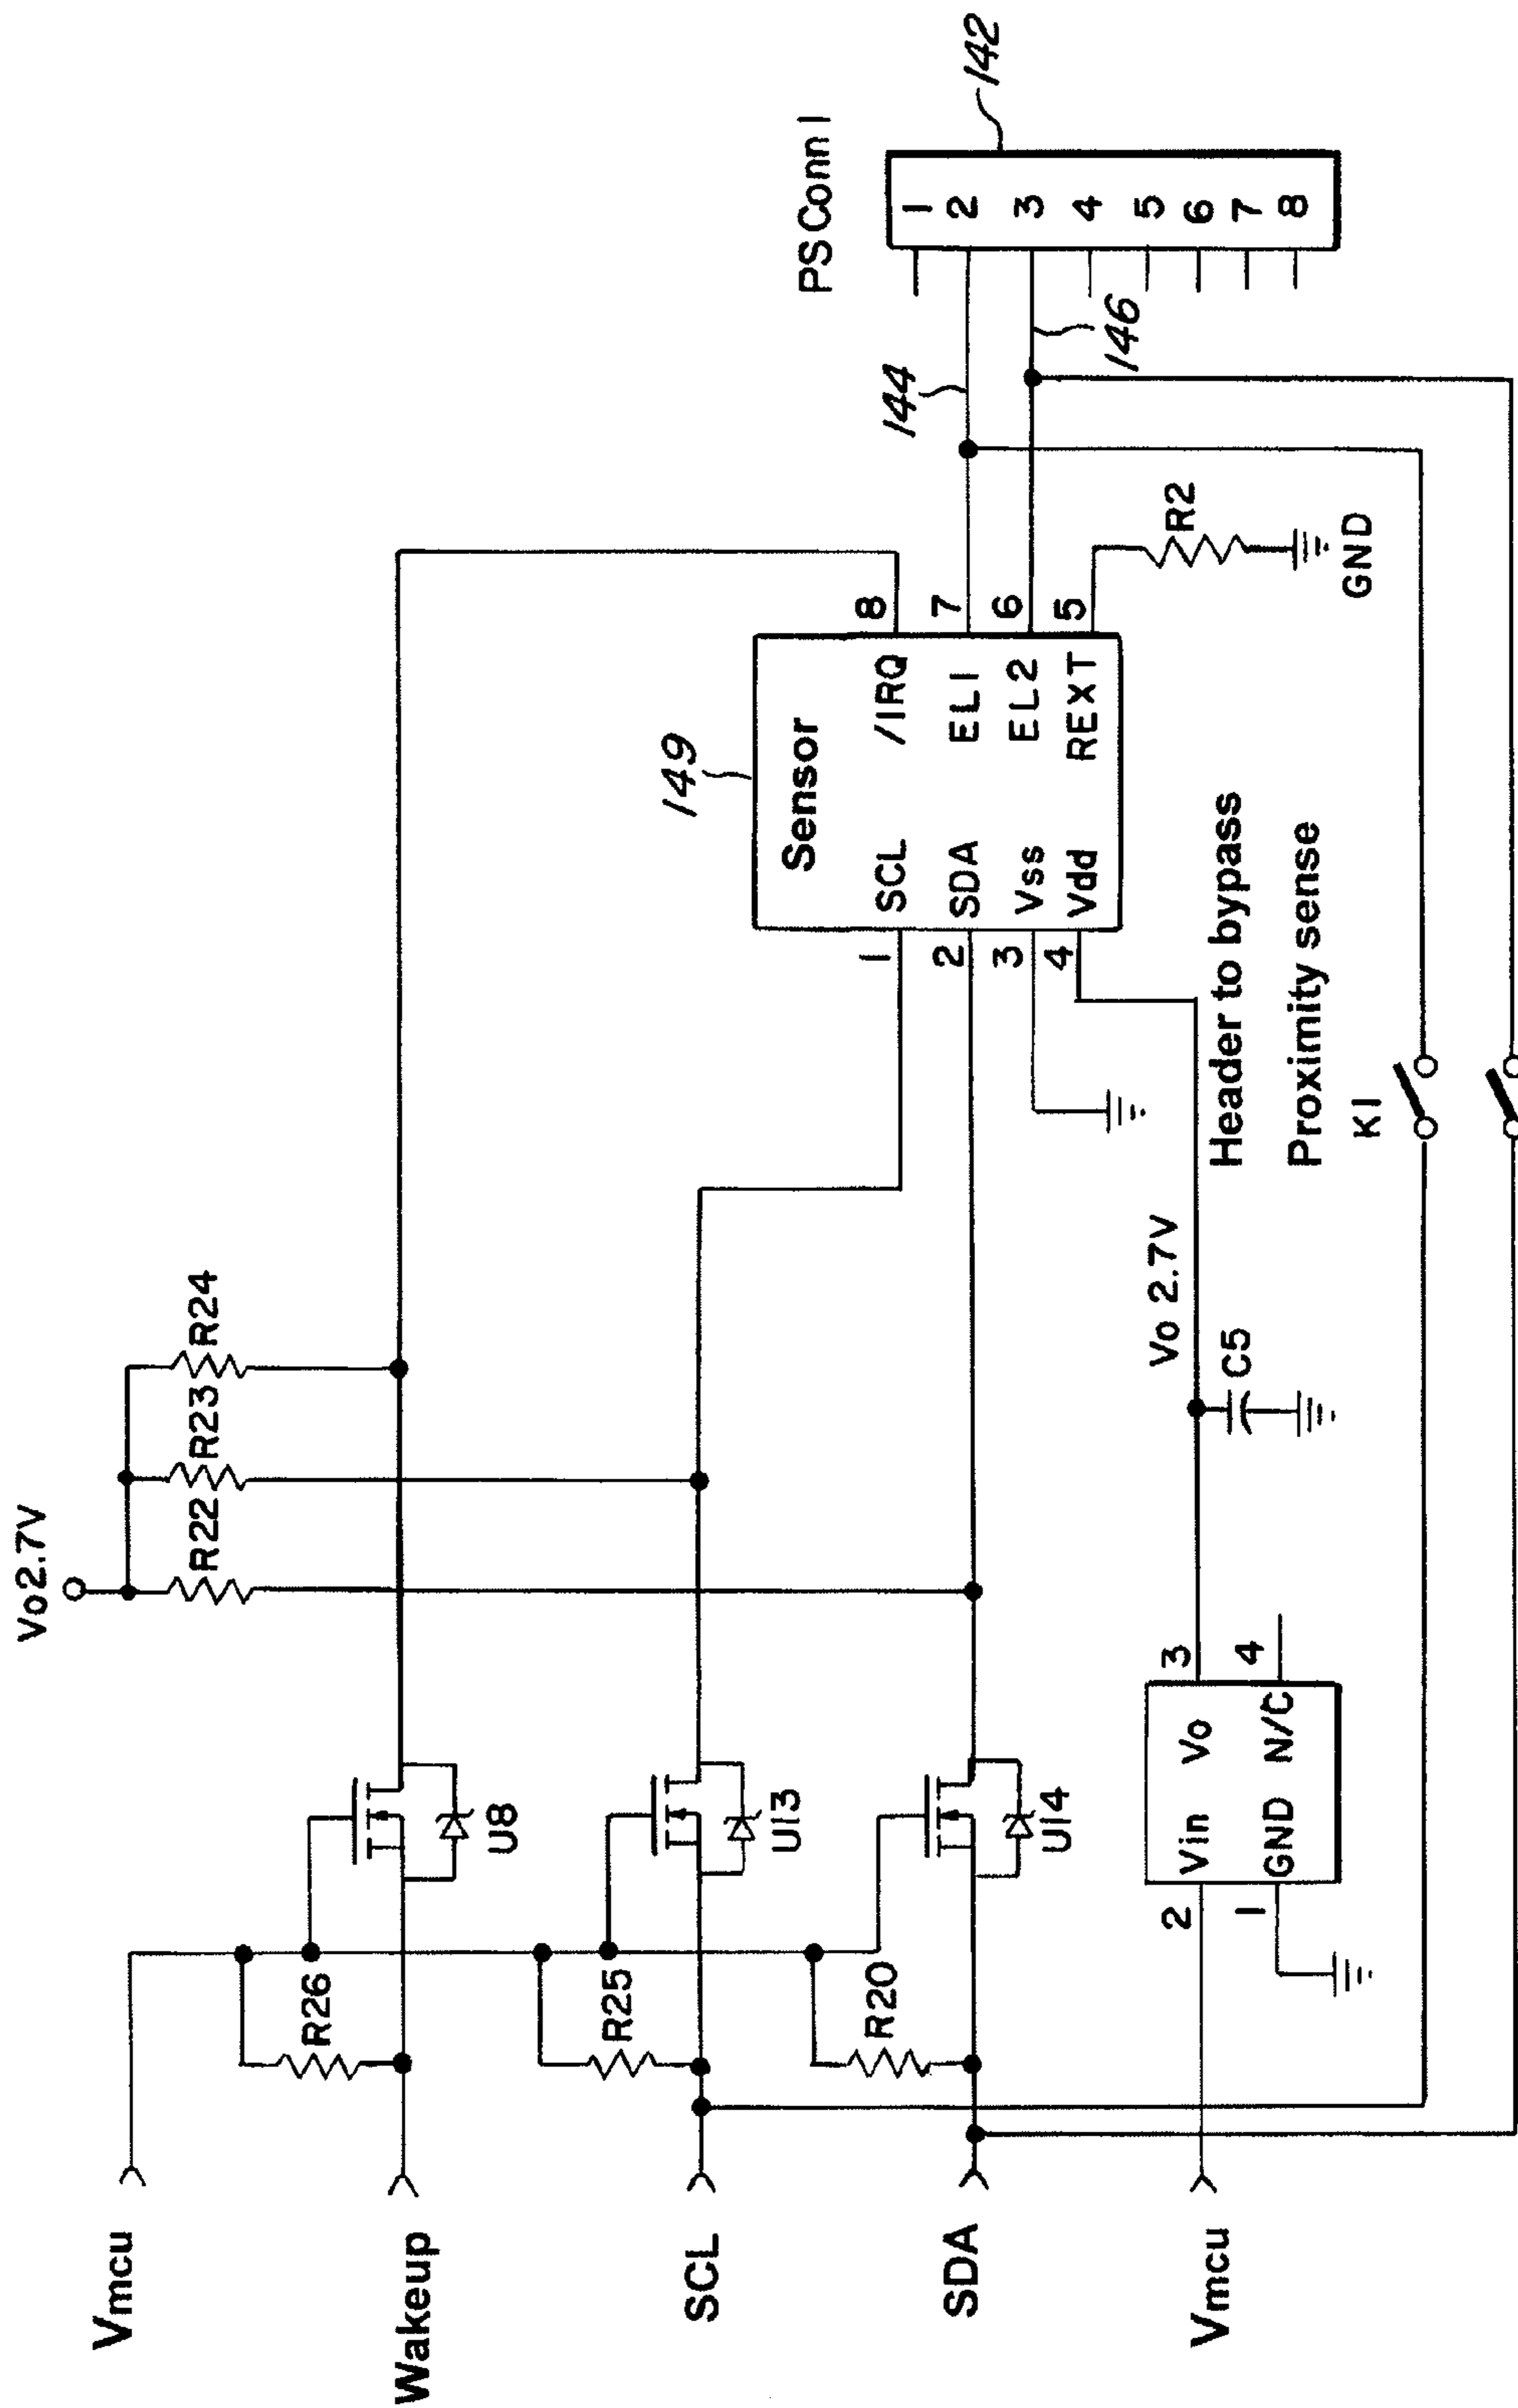 Vo2.7V
R22
R23
R24
Vmcu
R26
U8
Wakeup
R25
U13
SCL
R20
U14
SDA
149
Sensor
1
SCL
/IRQ
8
2
SDA
EL1
7
3
Vss
EL2
6
4
Vdd
REXT
5
R2
GND
144
146
PSConn1
142
1
2
3
4
5
6
7
8
Vmcu
2
Vin
Vo
3
1
GND
N/C
4
Vo 2.7V
C5
Header to bypass
Proximity sense
K1